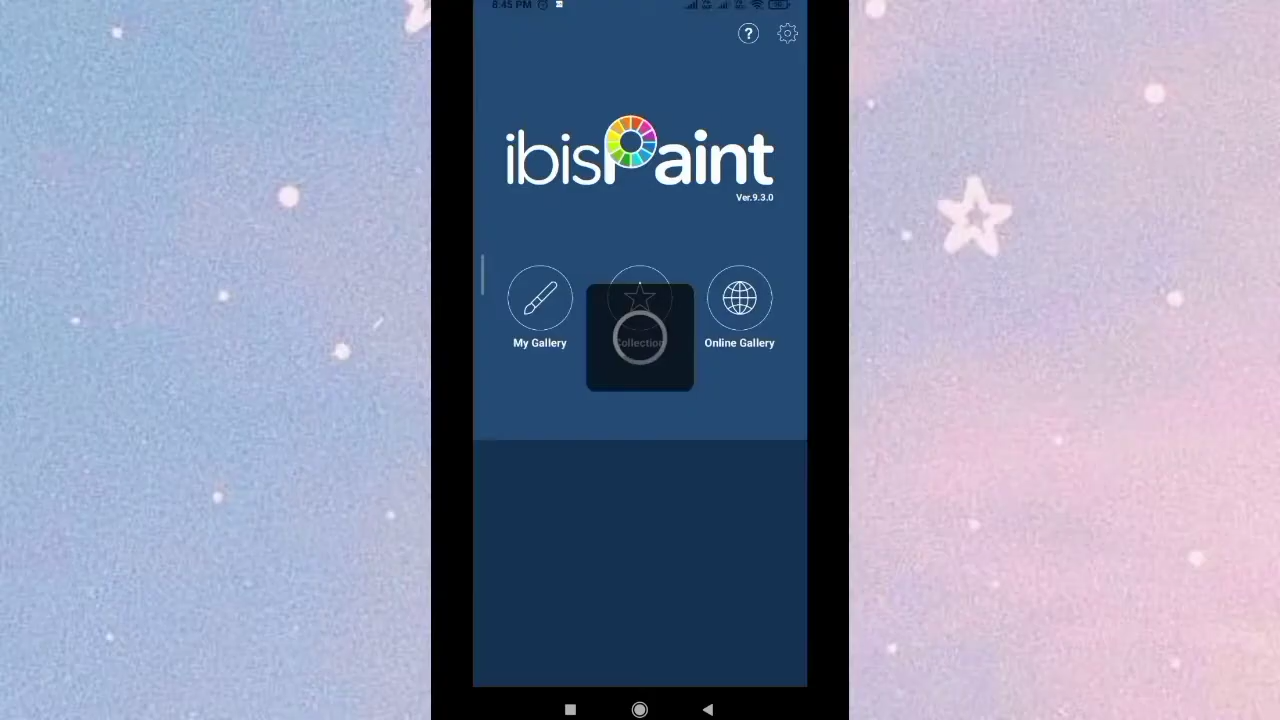 8:45 PM
?
ibisPaint
Ver.9.3.0
My Gallery
Collection
Online Gallery